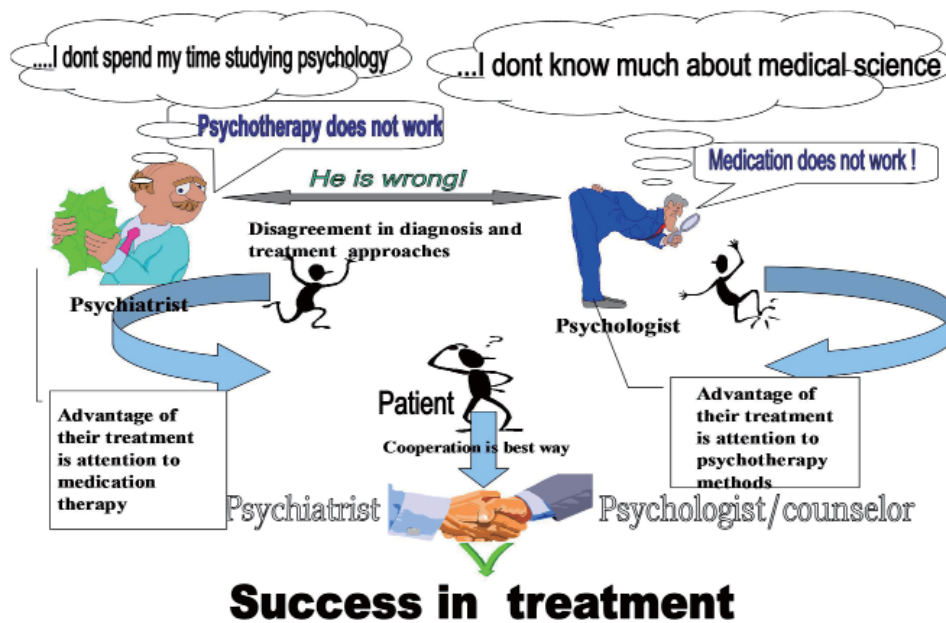 ....I dont spend my time studying psychology
...I dont know much about medical science
Psychotherapy does not work
Medication does not work !
He is wrong!
Disagreement in diagnosis and
treatment approaches
Psychiatrist
Psychologist
Patient
Cooperation is best way
Advantage of
their treatment
is attention to
medication
therapy
Advantage of
their treatment
is attention to
psychotherapy
methods
Psychiatrist
Psychologist/counselor
?
Success in treatment